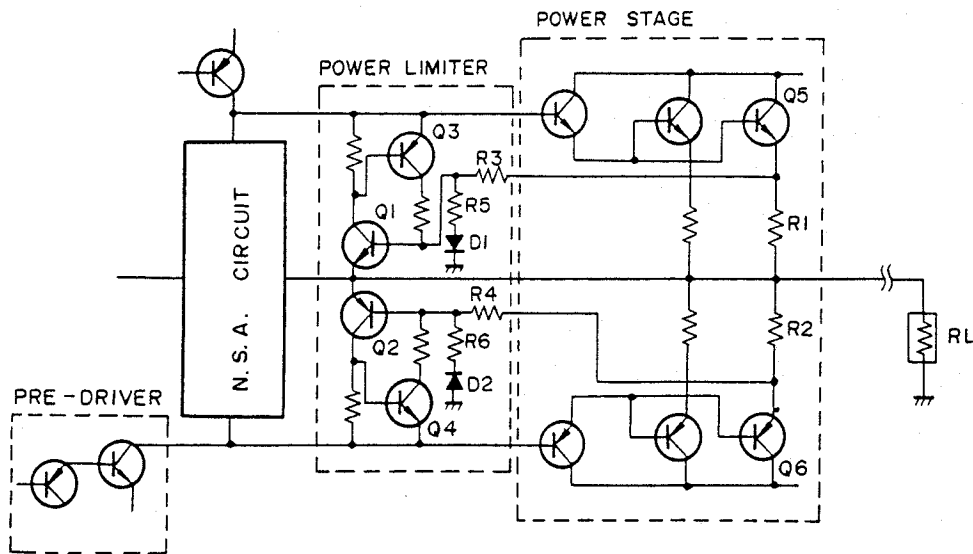 POWER STAGE
POWER LIMITER
Q5
Q3
R3
Q1
R5
D1
R1
N.S.A. CIRCUIT
R4
R2
Q2
R6
D2
RL
PRE-DRIVER
Q4
Q6